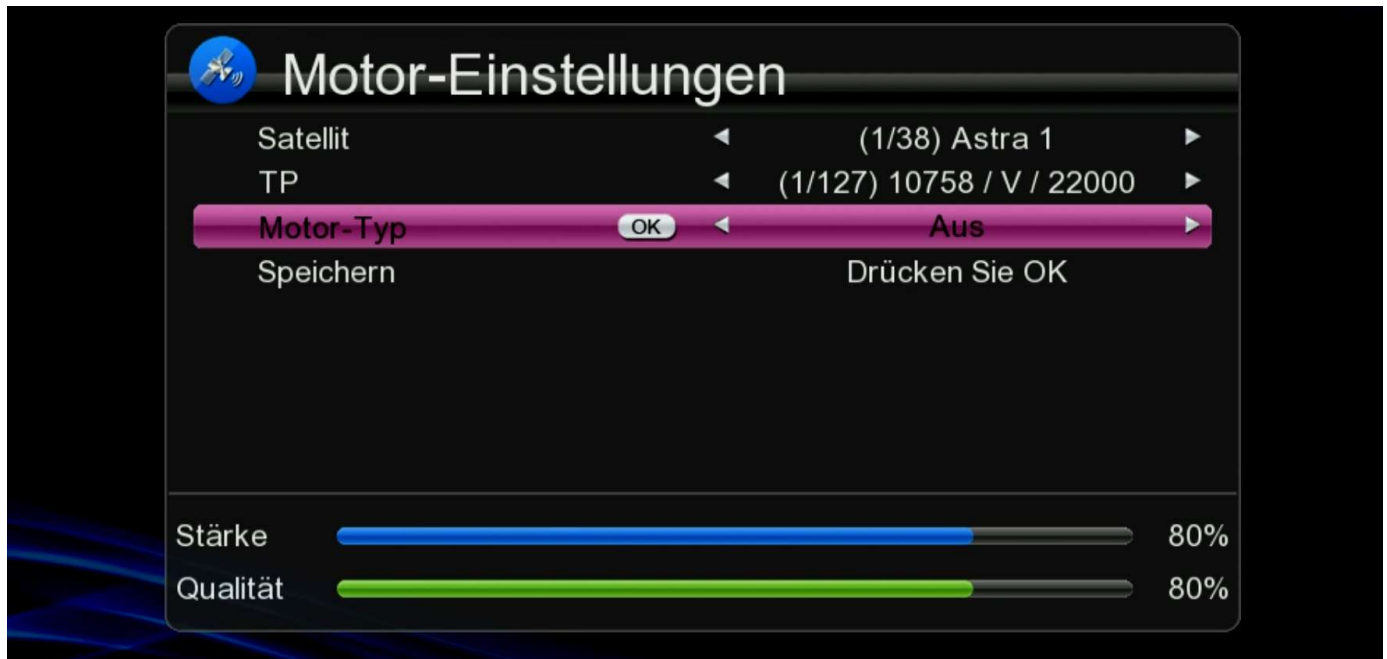 Motor-Einstellungen
Satellit (1/38) Astra 1
TP (1/127) 10758 / V / 22000
Motor-Typ OK Aus
Speichern Drücken Sie OK
Stärke 80%
Qualität 80%